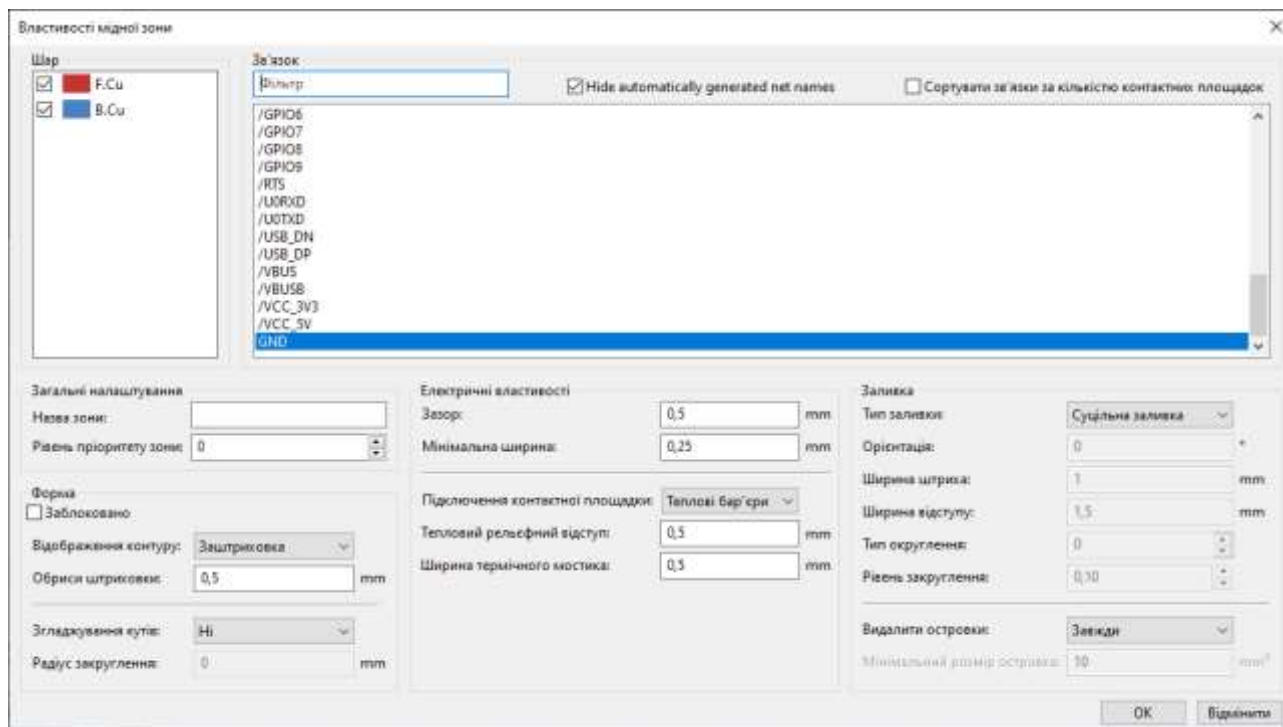 Властивості мідної зони
Шар
F.Cu
B.Cu
Зв'язок
Фільтр
Hide automatically generated net names
Сортувати зв'язки за кількістю контактних площадок
/GPIO6
/GPIO7
/GPIO8
/GPIO9
/RTS
/U0RXD
/U0TXD
/USB_DN
/USB_DP
/VBUS
/VBUSB
/VCC_3V3
/VCC_5V
GND
Загальні налаштування
Назва зони:
Рівень пріоритету зони: 0
Форма
Заблоковано
Відображення контуру: Заштриховка
Обриси штриховки: 0,5 mm
Згладжування кутів: Ні
Радіус закруглення: 0 mm
Електричні властивості
Зазор: 0,5 mm
Мінімальна ширина: 0,25 mm
Підключення контактної площадки: Теплові бар'єри
Тепловий рельєфний відступ: 0,5 mm
Ширина термічного мостика: 0,5 mm
Заливка
Тип заливки: Суцільна заливка
Орієнтація: 0 °
Ширина штриха: 1 mm
Ширина відступу: 1,5 mm
Тип округлення: 0
Рівень закруглення: 0,10
Видалити островки: Завжди
Мінімальний розмір островка: 10 mm²
OK
Відмінити